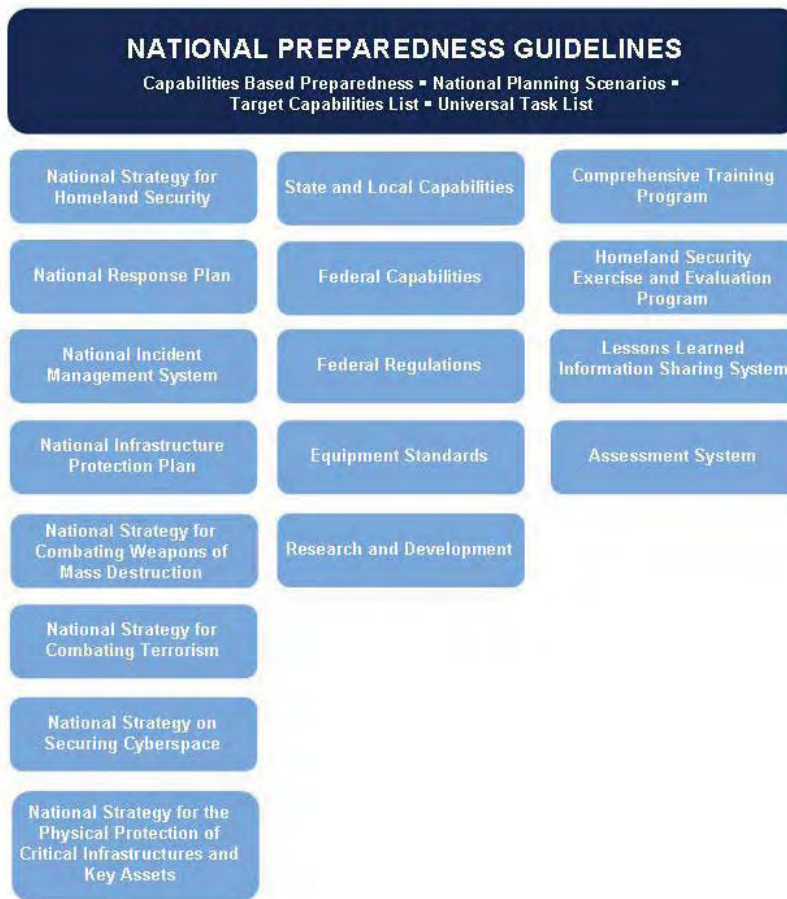 NATIONAL PREPAREDNESS GUIDELINES
Capabilities Based Preparedness ▪ National Planning Scenarios ▪
Target Capabilities List ▪ Universal Task List
National Strategy for
Homeland Security
National Response Plan
National Incident
Management System
National Infrastructure
Protection Plan
National Strategy for
Combating Weapons of
Mass Destruction
National Strategy for
Combating Terrorism
National Strategy on
Securing Cyberspace
National Strategy for the
Physical Protection of
Critical Infrastructures and
Key Assets
State and Local Capabilities
Federal Capabilities
Federal Regulations
Equipment Standards
Research and Development
Comprehensive Training
Program
Homeland Security
Exercise and Evaluation
Program
Lessons Learned
Information Sharing System
Assessment System